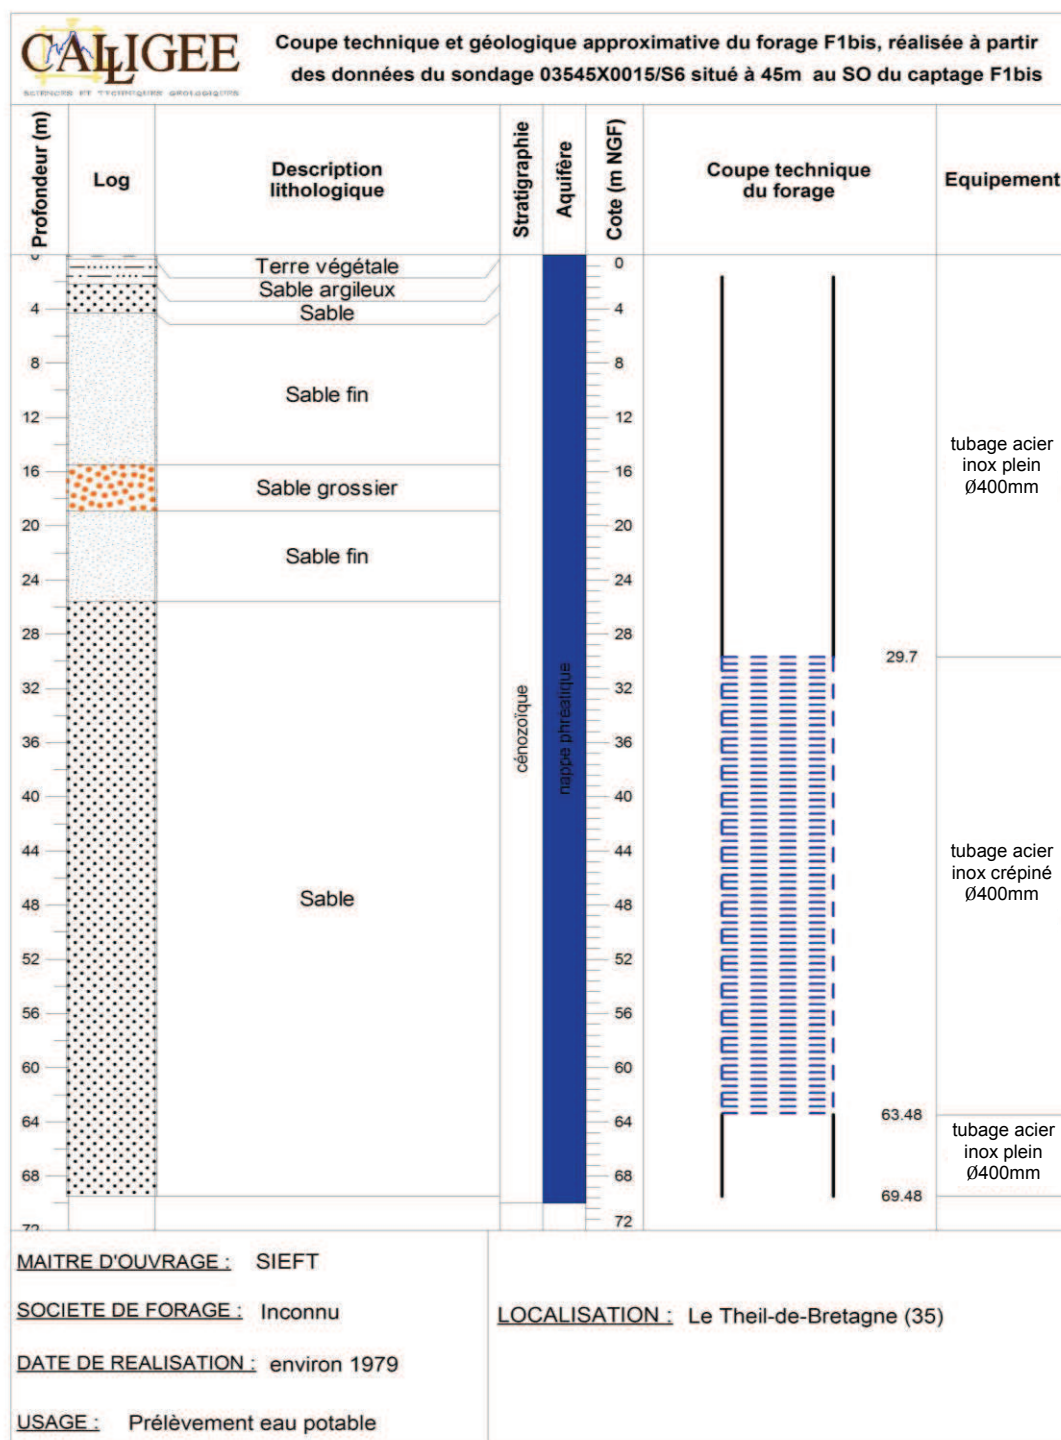 CALLIGEE
SCIENCES ET TECHNIQUES GEOLOGIQUES
Coupe technique et géologique approximative du forage F1bis, réalisée à partir
des données du sondage 03545X0015/S6 situé à 45m au SO du captage F1bis
Profondeur (m)
Log
Description
lithologique
Stratigraphie
Aquifère
Cote (m NGF)
Coupe technique
du forage
Equipement
0
4
8
12
16
20
24
28
32
36
40
44
48
52
56
60
64
68
72
Terre végétale
Sable argileux
Sable
Sable fin
Sable grossier
Sable fin
Sable
cénozoïque
nappe phréatique
0
4
8
12
16
20
24
28
32
36
40
44
48
52
56
60
64
68
72
29.7
63.48
69.48
tubage acier
inox plein
Ø400mm
tubage acier
inox crépiné
Ø400mm
tubage acier
inox plein
Ø400mm
MAITRE D'OUVRAGE : SIEFT
SOCIETE DE FORAGE : Inconnu
DATE DE REALISATION : environ 1979
USAGE : Prélèvement eau potable
LOCALISATION : Le Theil-de-Bretagne (35)